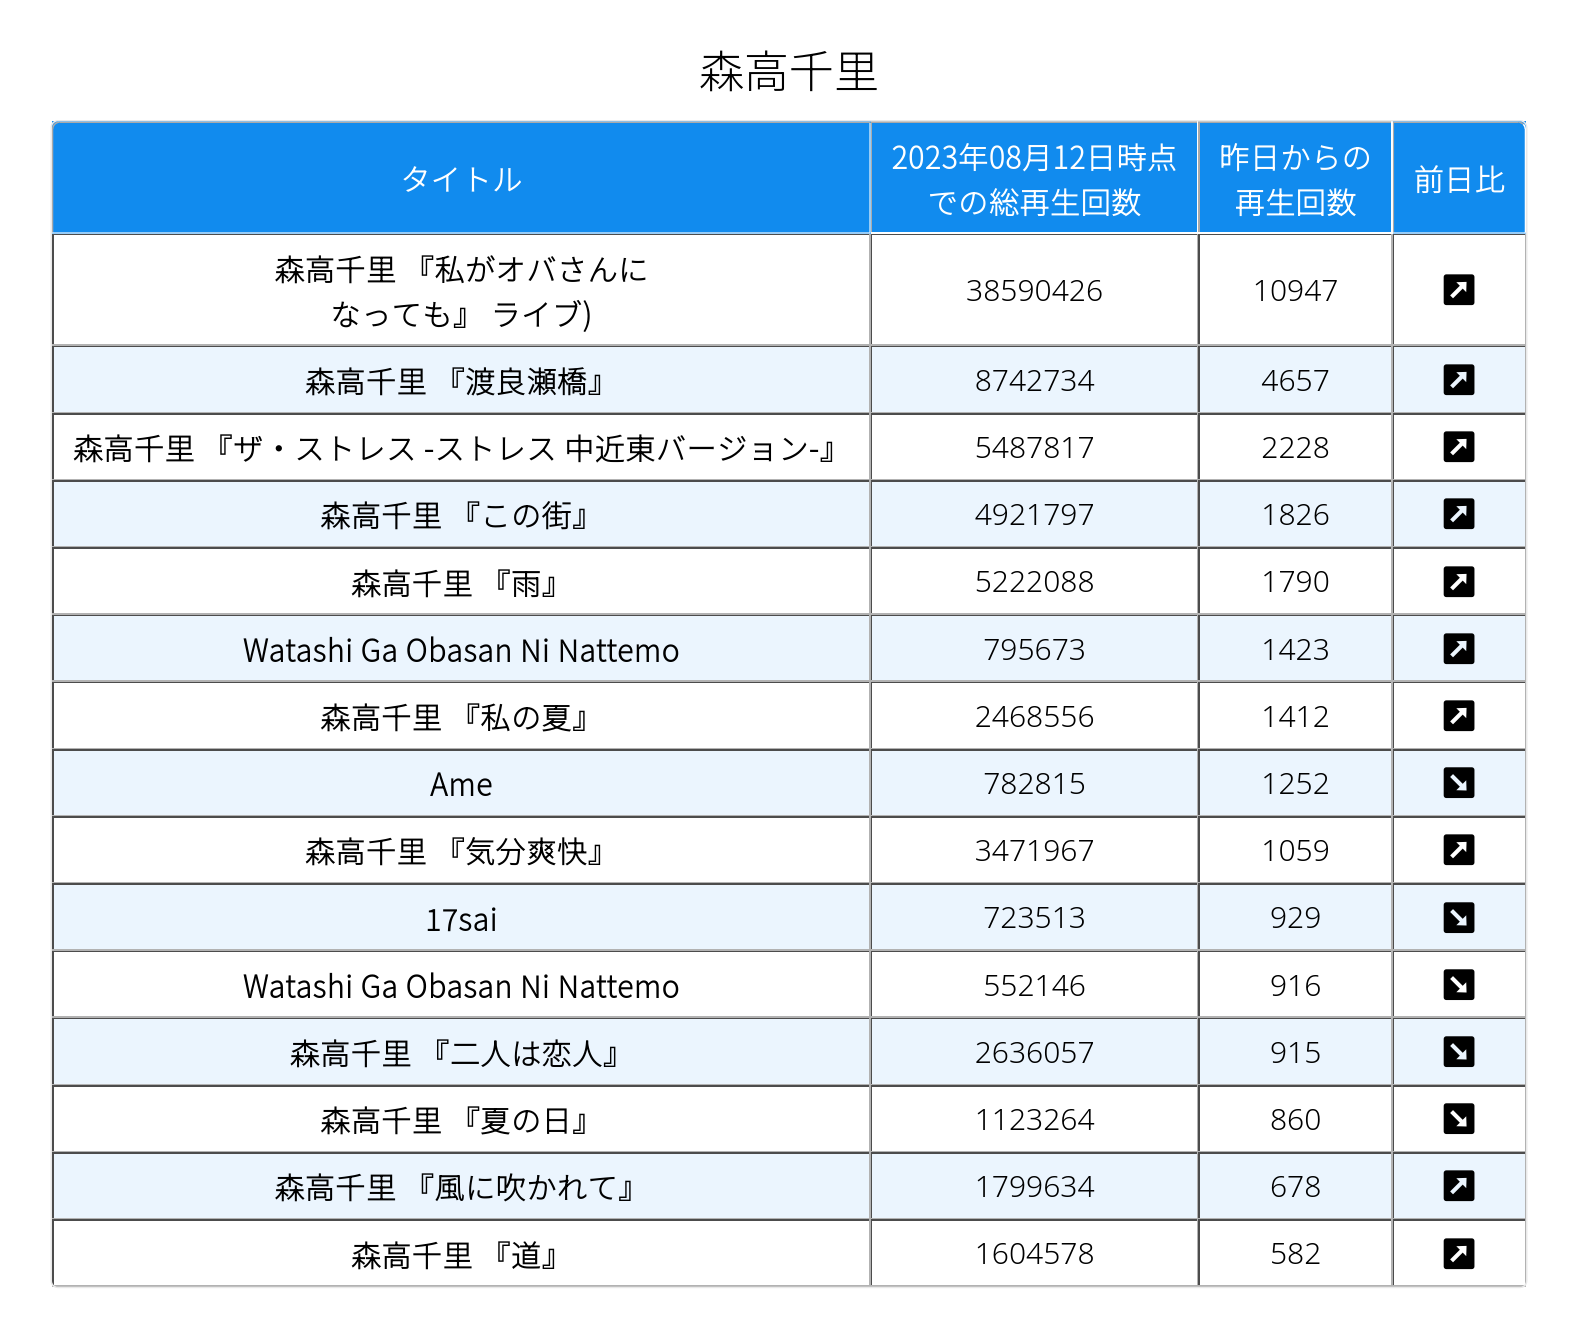 森高千里
タイトル
2023年08月12日時点
での総再生回数
昨日からの
再生回数
前日比
森高千里 『私がオバさんに
なっても』 ライブ)
38590426
10947
森高千里 『渡良瀬橋』
8742734
4657
森高千里 『ザ・ストレス -ストレス 中近東バージョン-』
5487817
2228
森高千里 『この街』
4921797
1826
森高千里 『雨』
5222088
1790
Watashi Ga Obasan Ni Nattemo
795673
1423
森高千里 『私の夏』
2468556
1412
Ame
782815
1252
森高千里 『気分爽快』
3471967
1059
17sai
723513
929
Watashi Ga Obasan Ni Nattemo
552146
916
森高千里 『二人は恋人』
2636057
915
森高千里 『夏の日』
1123264
860
森高千里 『風に吹かれて』
1799634
678
森高千里 『道』
1604578
582